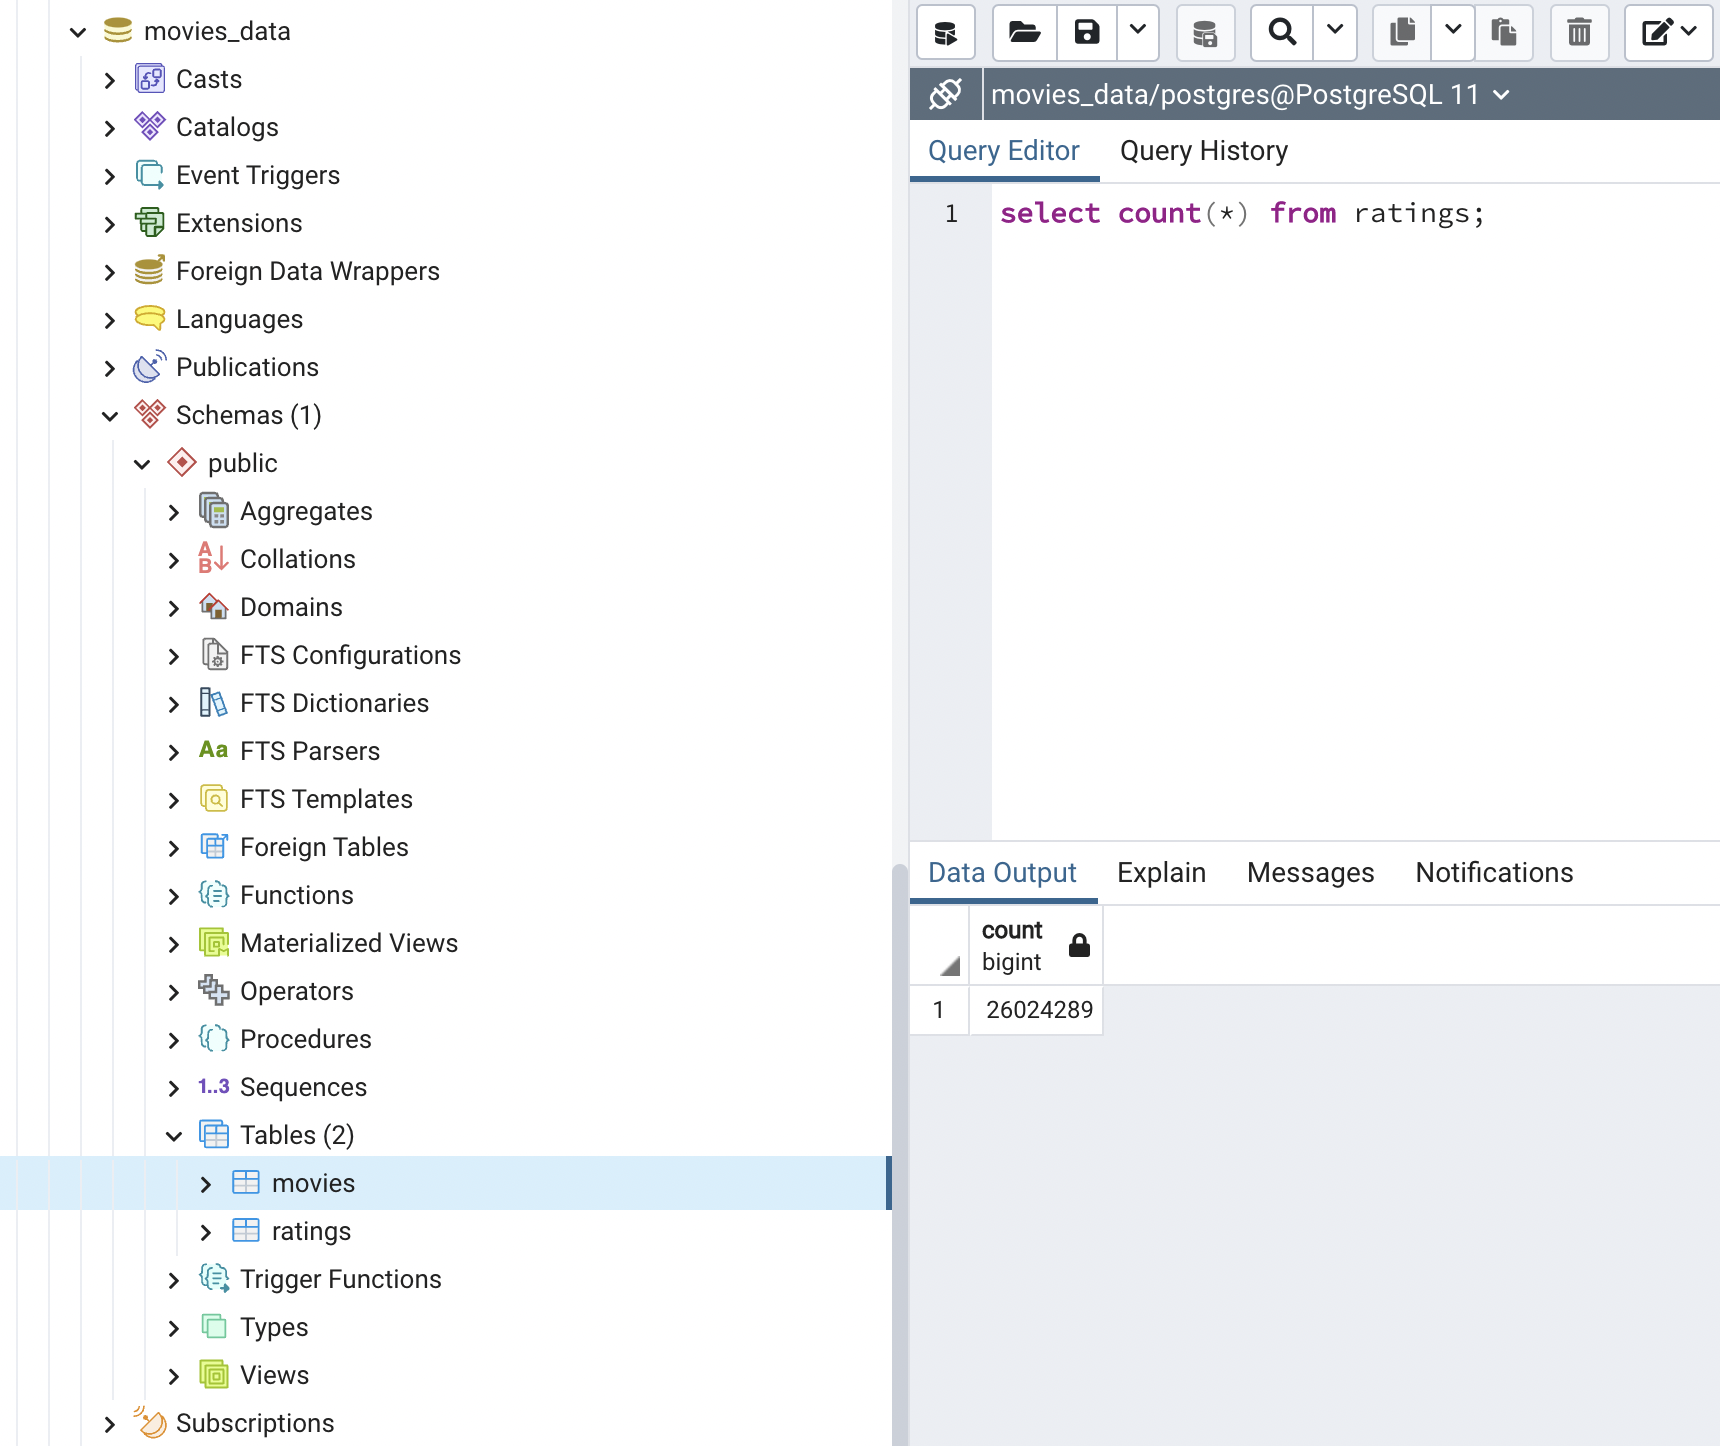 movies_data
Casts
Catalogs
Event Triggers
Extensions
Foreign Data Wrappers
Languages
Publications
Schemas (1)
public
Aggregates
Collations
Domains
FTS Configurations
FTS Dictionaries
Aa FTS Parsers
FTS Templates
Foreign Tables
Functions
Materialized Views
Operators
Procedures
1..3 Sequences
Tables (2)
movies
ratings
Trigger Functions
Types
Views
Subscriptions
movies_data/postgres@PostgreSQL 11
Query Editor Query History
1 select count(*) from ratings;
Data Output Explain Messages Notifications
count
bigint
1 26024289